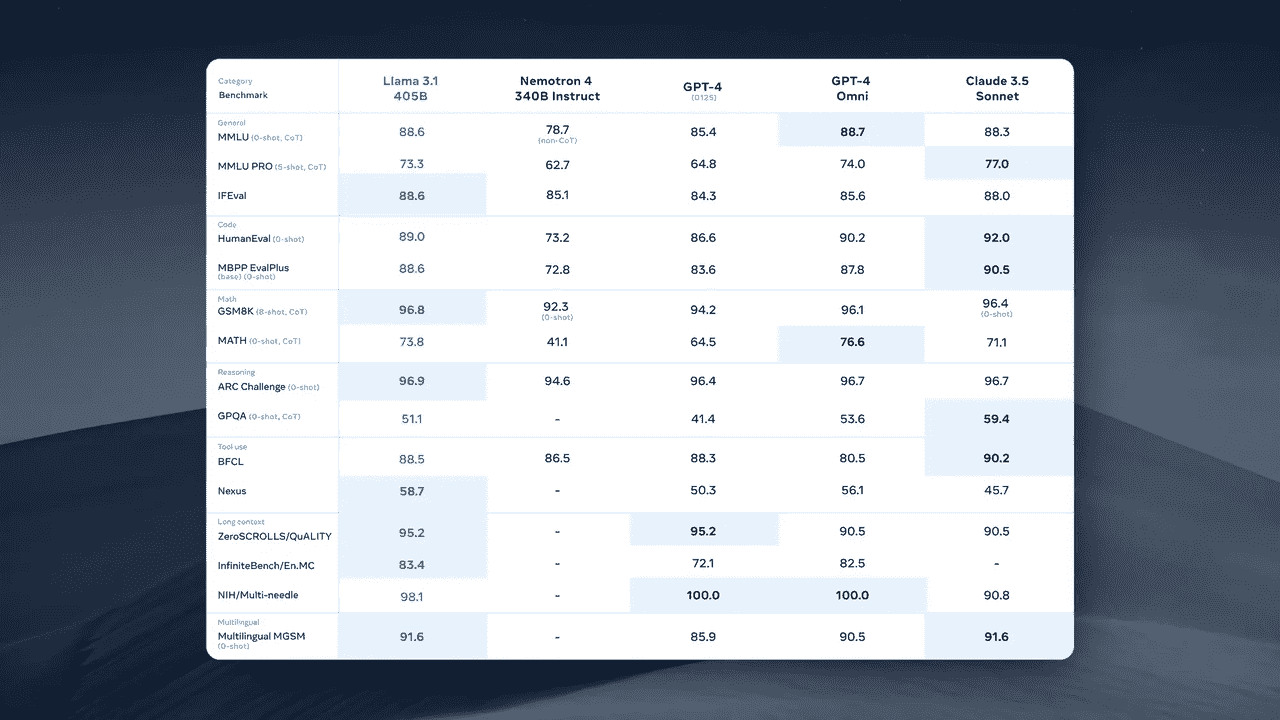 Category
Benchmark
Llama 3.1
405B
Nemotron 4
340B Instruct
GPT-4
(0125)
GPT-4
Omni
Claude 3.5
Sonnet
General
MMLU (0-shot, CoT) 88.6 78.7 85.4 88.7 88.3
(non-CoT)
MMLU PRO (5-shot, CoT) 73.3 62.7 64.8 74.0 77.0
IFEval 88.6 85.1 84.3 85.6 88.0
Code
HumanEval (0-shot) 89.0 73.2 86.6 90.2 92.0
MBPP EvalPlus 88.6 72.8 83.6 87.8 90.5
(base) (0-shot)
Math
GSM8K (8-shot, CoT) 96.8 92.3 94.2 96.1 96.4
(0-shot) (0-shot)
MATH (0-shot, CoT) 73.8 41.1 64.5 76.6 71.1
Reasoning
ARC Challenge (0-shot) 96.9 94.6 96.4 96.7 96.7
GPQA (0-shot, CoT) 51.1 - 41.4 53.6 59.4
Tool use
BFCL 88.5 86.5 88.3 80.5 90.2
Nexus 58.7 - 50.3 56.1 45.7
Long context
ZeroSCROLLS/QuALITY 95.2 - 95.2 90.5 90.5
InfiniteBench/En.MC 83.4 - 72.1 82.5 -
NIH/Multi-needle 98.1 - 100.0 100.0 90.8
Multilingual
Multilingual MGSM 91.6 - 85.9 90.5 91.6
(0-shot)